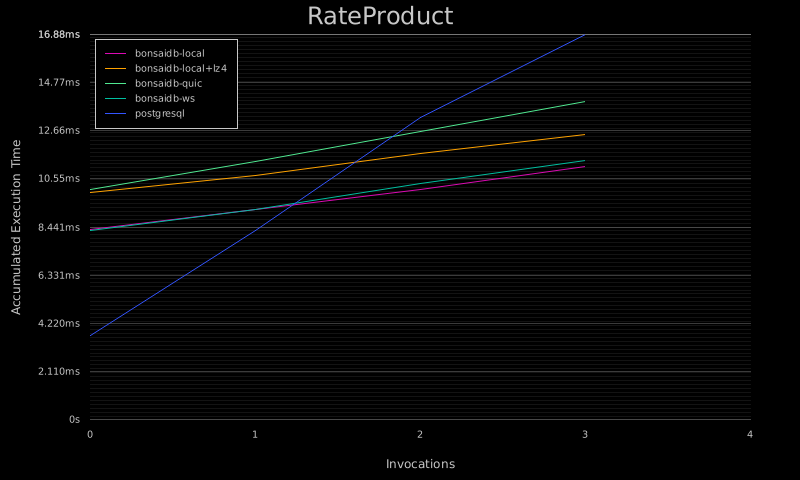 RateProduct
16.88ms
14.77ms
12.66ms
10.55ms
8.441ms
6.331ms
4.220ms
2.110ms
0s
Accumulated Execution Time
bonsaidb-local
bonsaidb-local+lz4
bonsaidb-quic
bonsaidb-ws
postgresql
0 1 2 3 4
Invocations